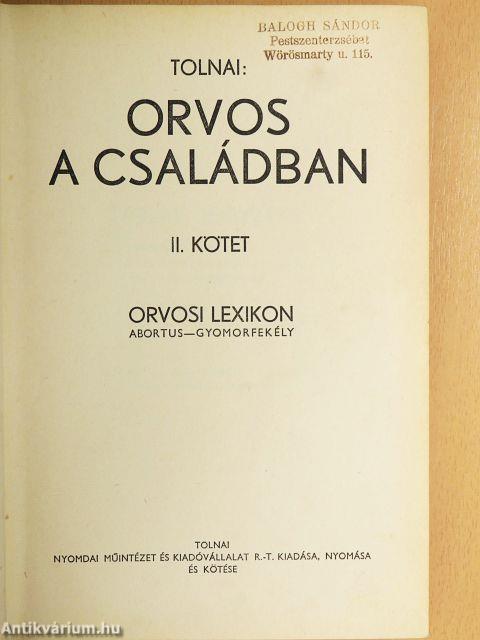 BALOGH SÁNDOR
Pestszenterzsébet
Wörösmarty u. 115.
TOLNAI:
ORVOS
A CSALÁDBAN
II. KÖTET
ORVOSI LEXIKON
ABORTUS—GYOMORFEKÉLY
TOLNAI
NYOMDAI MŰINTÉZET ÉS KIADÓVÁLLALAT R.-T. KIADÁSA, NYOMÁSA
ÉS KÖTÉSE
Antikvárium.hu